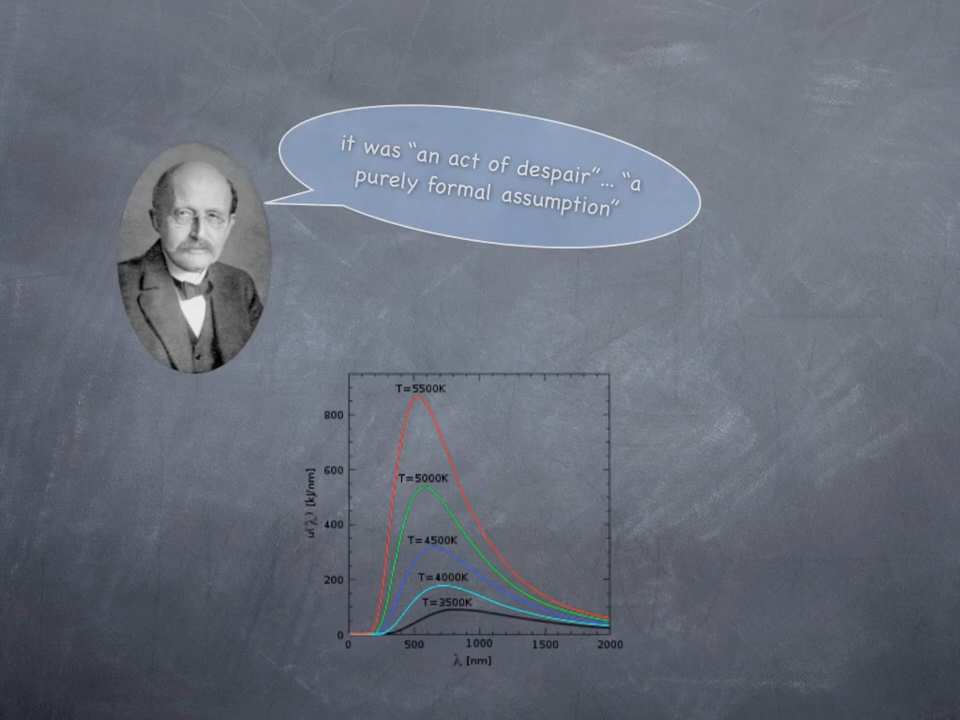 it was “an act of despair”... “a
purely formal assumption”
T=5500K
800
T=5000K
600
u(λ) [kJ/nm]
T=4500K
400
T=4000K
200
T=3500K
0
0 500 1000 1500 2000
λ [nm]